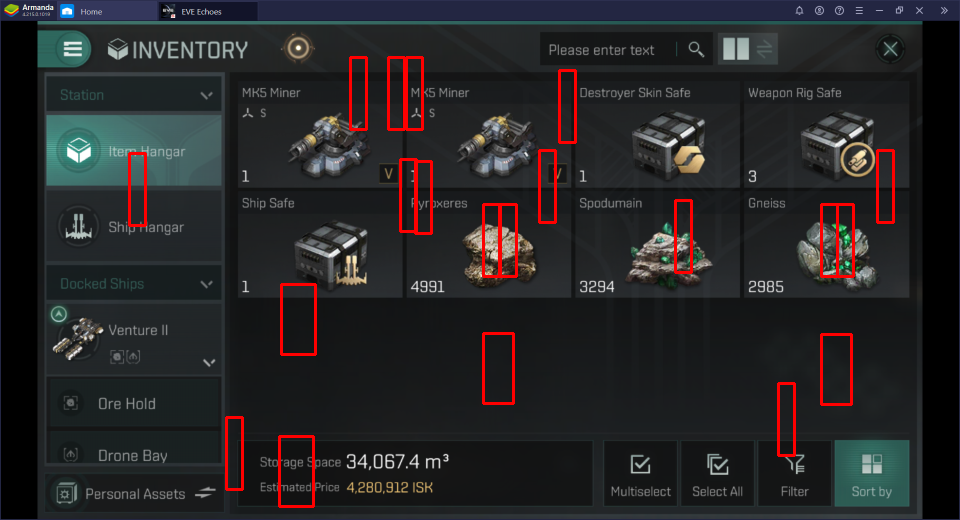 Armanda
4.215.0.1019
Home
EVE Echoes
INVENTORY
Please enter text
Station
Item Hangar
Ship Hangar
Docked Ships
Venture II
Ore Hold
Drone Bay
Personal Assets
MK5 Miner
S
1
V
MK5 Miner
S
1
V
Destroyer Skin Safe
1
Weapon Rig Safe
3
Ship Safe
1
Pyroxeres
4991
Spodumain
3294
Gneiss
2985
Storage Space 34,067.4 m³
Estimated Price 4,280,912 ISK
Multiselect
Select All
Filter
Sort by